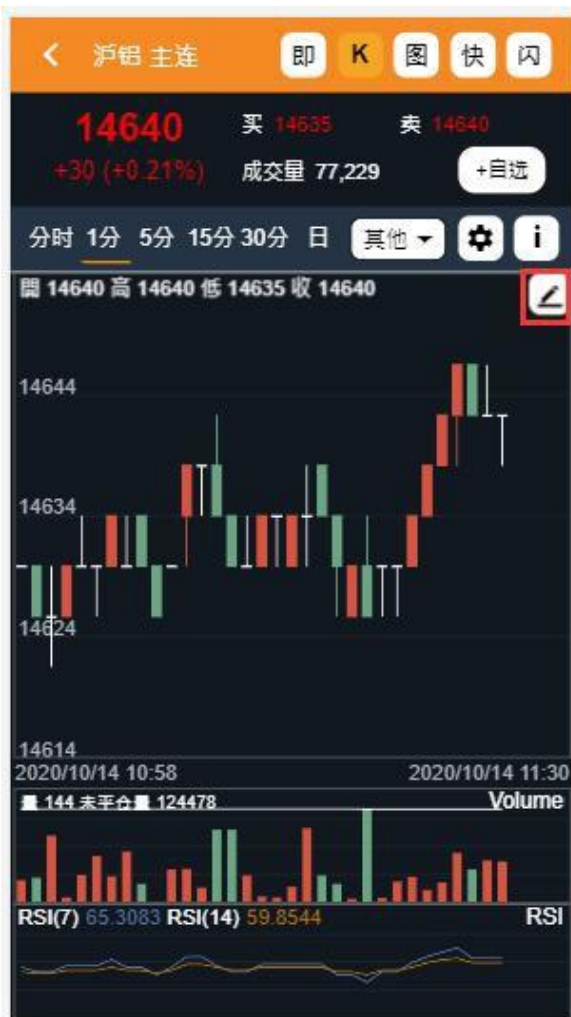 沪铝 主连 即 K 图 快 闪
14640 买 14635 卖 14640
+30 (+0.21%) 成交量 77,229 +自选
分时 1分 5分 15分 30分 日 其他 i
開 14640 高 14640 低 14635 收 14640
14644
14634
14624
14614
2020/10/14 10:58 2020/10/14 11:30
量 144 未平仓量 124478 Volume
RSI(7) 65.3083 RSI(14) 59.8544 RSI